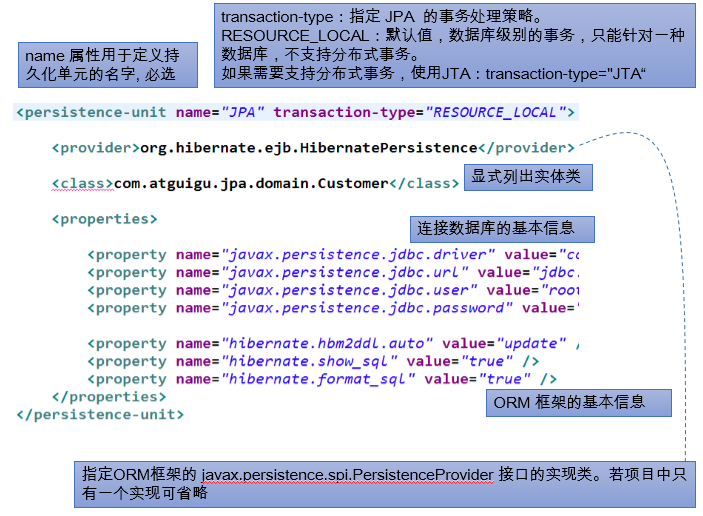 transaction-type：指定 JPA 的事务处理策略。
RESOURCE_LOCAL：默认值，数据库级别的事务，只能针对一种
数据库，不支持分布式事务。
如果需要支持分布式事务，使用JTA：transaction-type="JTA“
name 属性用于定义持
久化单元的名字, 必选
<persistence-unit name="JPA" transaction-type="RESOURCE_LOCAL">
<provider>org.hibernate.ejb.HibernatePersistence</provider>
<class>com.atguigu.jpa.domain.Customer</class>
显式列出实体类
<properties>
连接数据库的基本信息
<property name="javax.persistence.jdbc.driver" value="co
<property name="javax.persistence.jdbc.url" value="jdbc.
<property name="javax.persistence.jdbc.user" value="root
<property name="javax.persistence.jdbc.password" value="
<property name="hibernate.hbm2ddl.auto" value="update" /
<property name="hibernate.show_sql" value="true" />
<property name="hibernate.format_sql" value="true" />
</properties>
ORM 框架的基本信息
</persistence-unit>
指定ORM框架的 javax.persistence.spi.PersistenceProvider 接口的实现类。若项目中只
有一个实现可省略